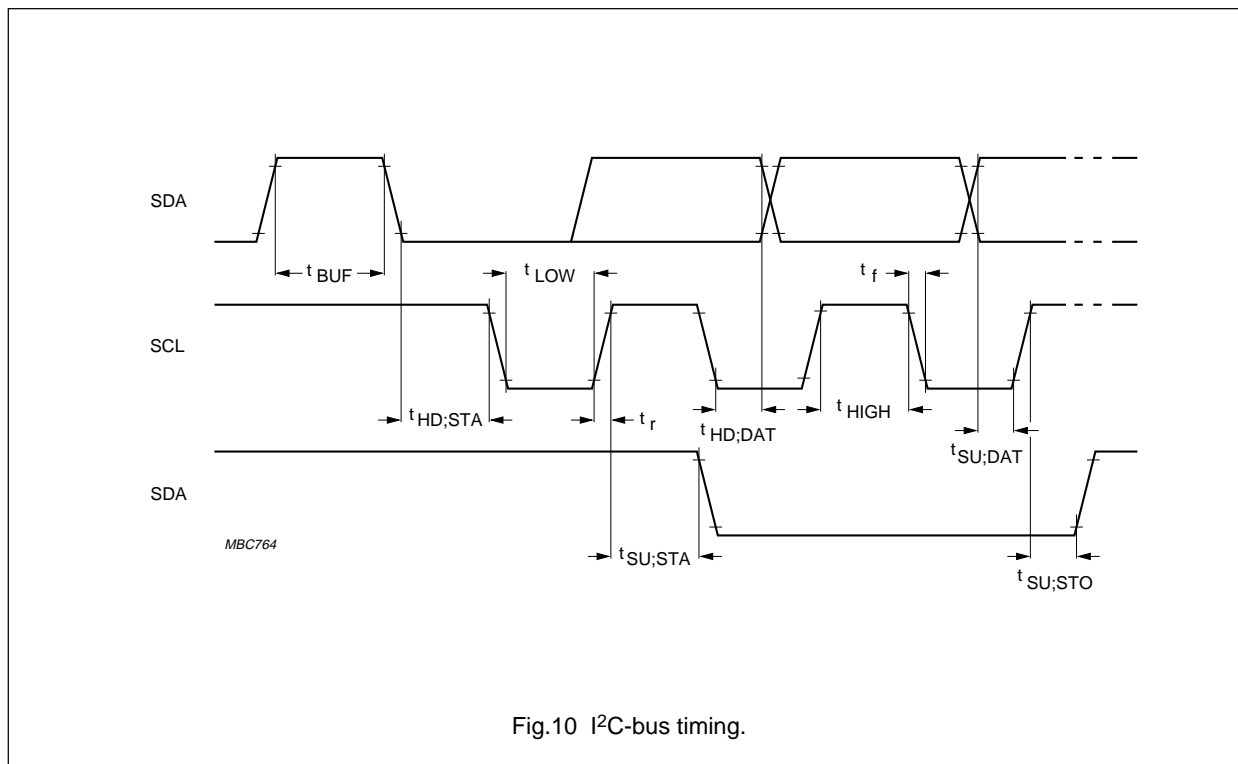 SDA
t BUF
t LOW
t f
SCL
t HD;STA
t r
t HD;DAT
t HIGH
t SU;DAT
SDA
MBC764
t SU;STA
t SU;STO
Fig.10 I²C-bus timing.